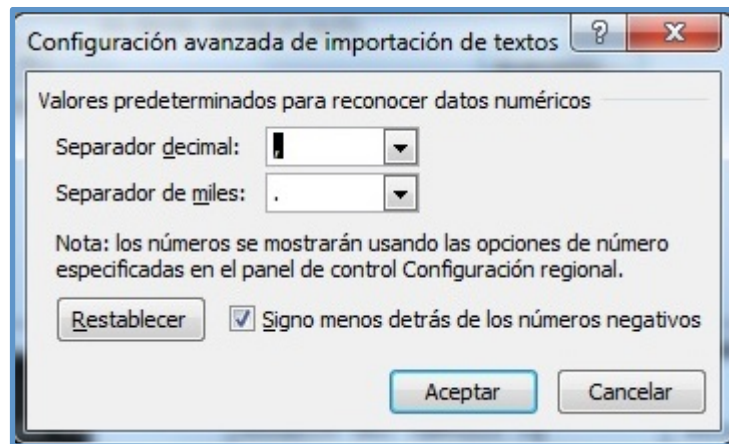 Configuración avanzada de importación de textos
Valores predeterminados para reconocer datos numéricos
Separador decimal: ,
Separador de miles: .
Nota: los números se mostrarán usando las opciones de número
especificadas en el panel de control Configuración regional.
Restablecer Signo menos detrás de los números negativos
Aceptar Cancelar